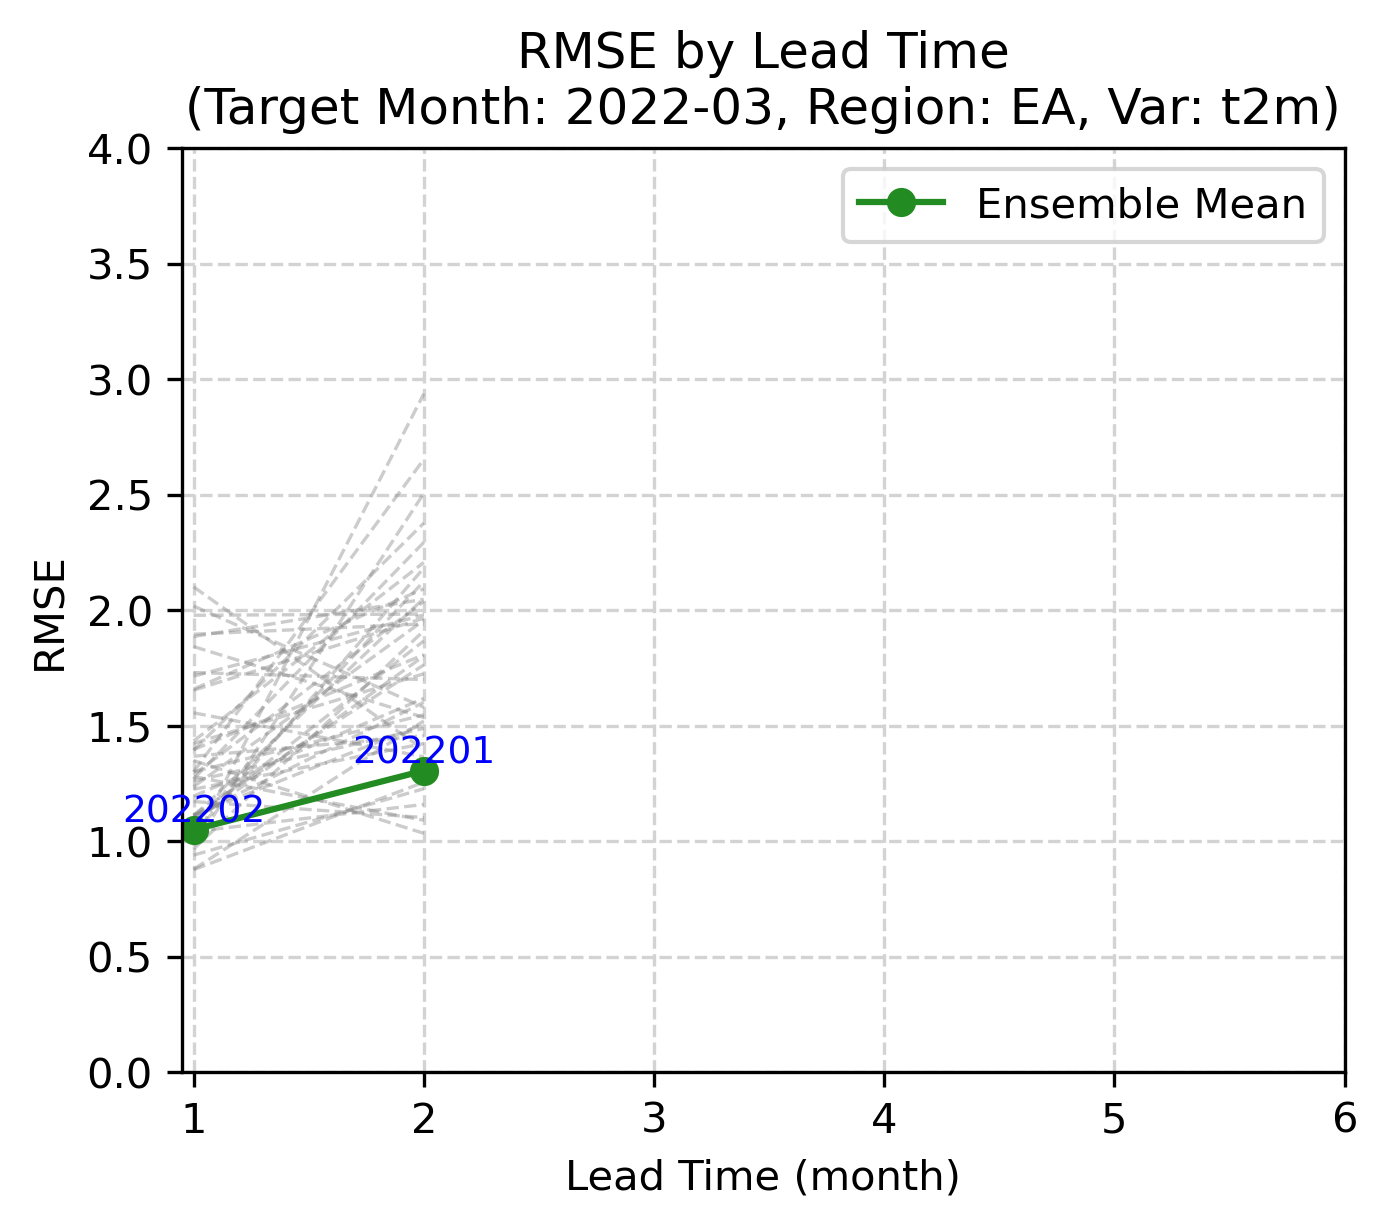 RMSE by Lead Time
(Target Month: 2022-03, Region: EA, Var: t2m)
Ensemble Mean
4.0
3.5
3.0
2.5
2.0
1.5
1.0
0.5
0.0
RMSE
202201
202202
1 2 3 4 5 6
Lead Time (month)